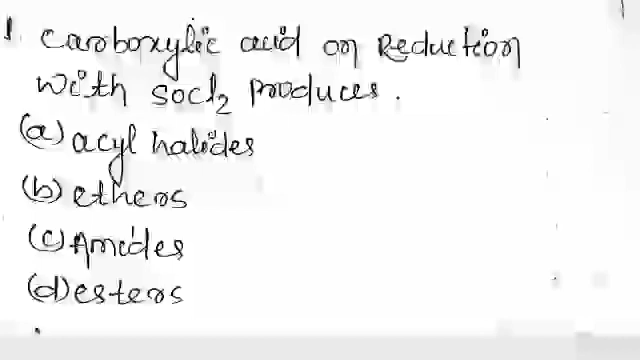 1. Carboxylic acid on Reduction
with SOCl2 produces.
(a) acyl halides
(b) ethers
(c) Amides
(d) esters